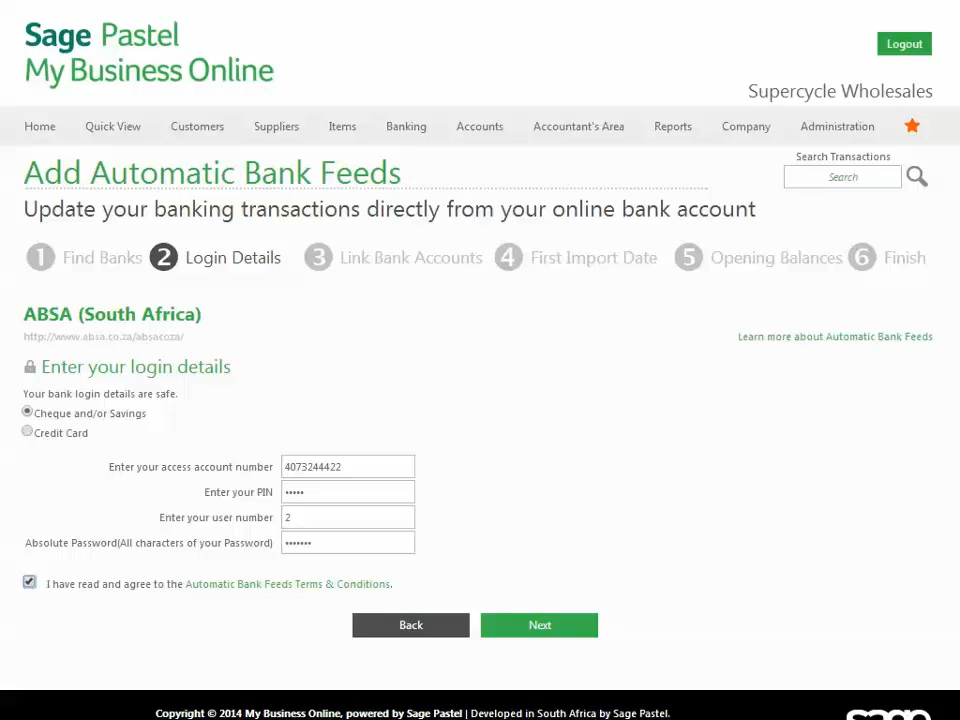 Sage Pastel
My Business Online
Logout
Supercycle Wholesales
Home Quick View Customers Suppliers Items Banking Accounts Accountant's Area Reports Company Administration
Add Automatic Bank Feeds
Search Transactions
Search
Update your banking transactions directly from your online bank account
1 Find Banks 2 Login Details 3 Link Bank Accounts 4 First Import Date 5 Opening Balances 6 Finish
ABSA (South Africa)
http://www.absa.co.za/absacoza/
Learn more about Automatic Bank Feeds
Enter your login details
Your bank login details are safe.
Cheque and/or Savings
Credit Card
Enter your access account number 4073244422
Enter your PIN •••••
Enter your user number 2
Absolute Password(All characters of your Password) •••••••
I have read and agree to the Automatic Bank Feeds Terms & Conditions.
Back Next
Copyright © 2014 My Business Online, powered by Sage Pastel | Developed in South Africa by Sage Pastel.
sage